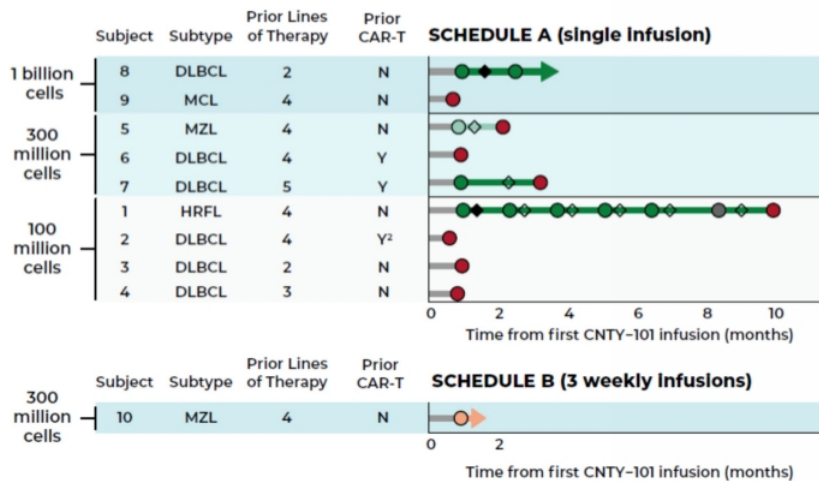 Subject Subtype Prior Lines of Therapy Prior CAR-T SCHEDULE A (single infusion)
1 billion cells
8 DLBCL 2 N
9 MCL 4 N
300 million cells
5 MZL 4 N
6 DLBCL 4 Y
7 DLBCL 5 Y
100 million cells
1 HRFL 4 N
2 DLBCL 4 Y²
3 DLBCL 2 N
4 DLBCL 3 N
0 2 4 6 8 10
Time from first CNTY-101 infusion (months)
Subject Subtype Prior Lines of Therapy Prior CAR-T SCHEDULE B (3 weekly infusions)
300 million cells
10 MZL 4 N
0 2
Time from first CNTY-101 infusion (months)